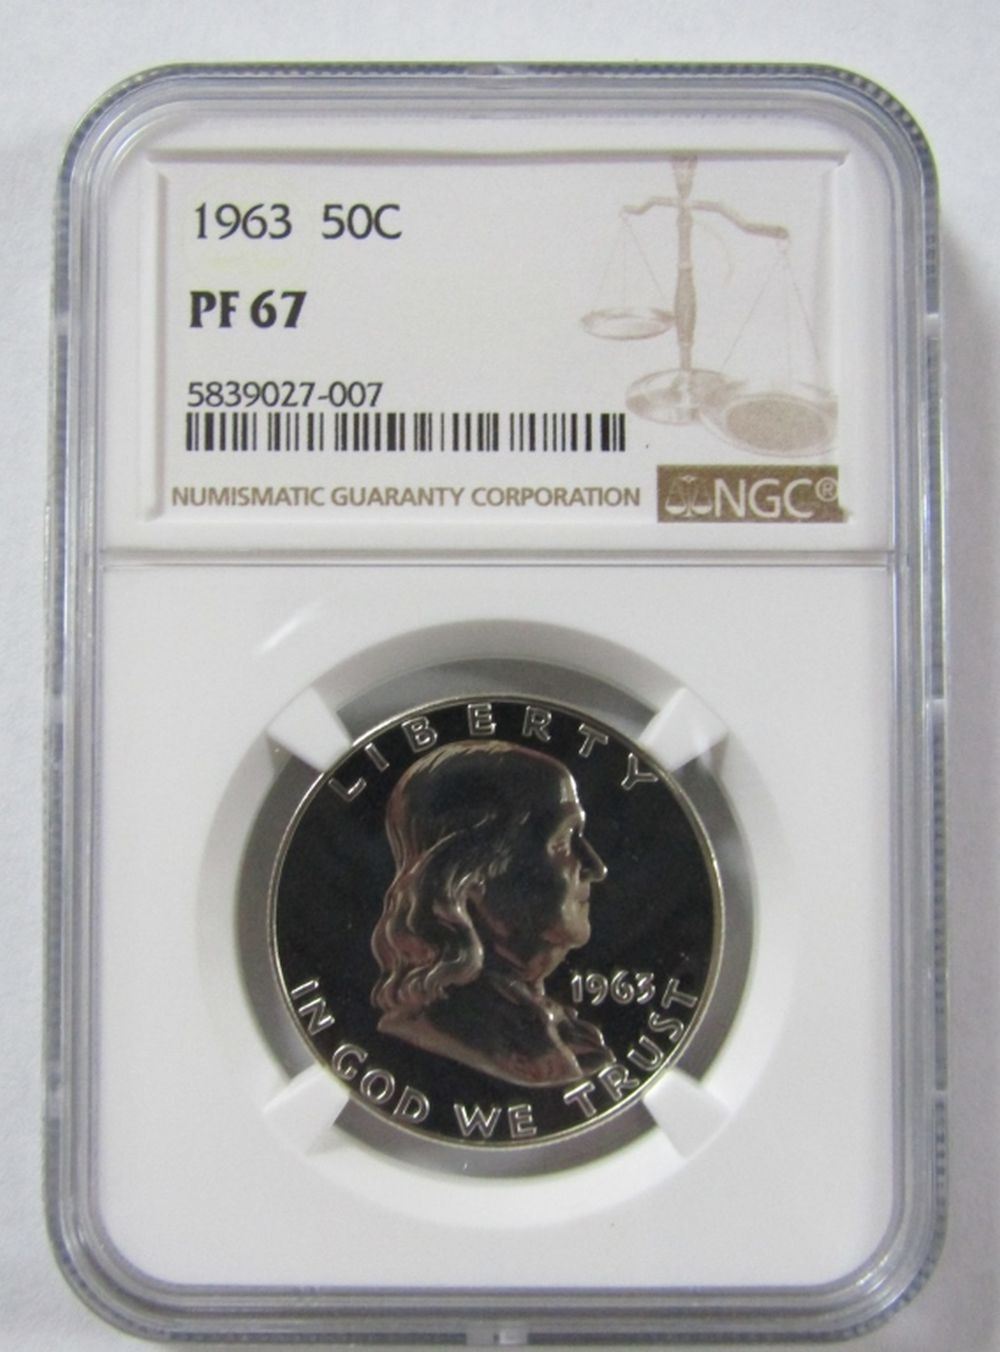 1963 50C
PF 67
5839027-007
NUMISMATIC GUARANTY CORPORATION
NGC®
LIBERTY
1963
IN GOD WE TRUST